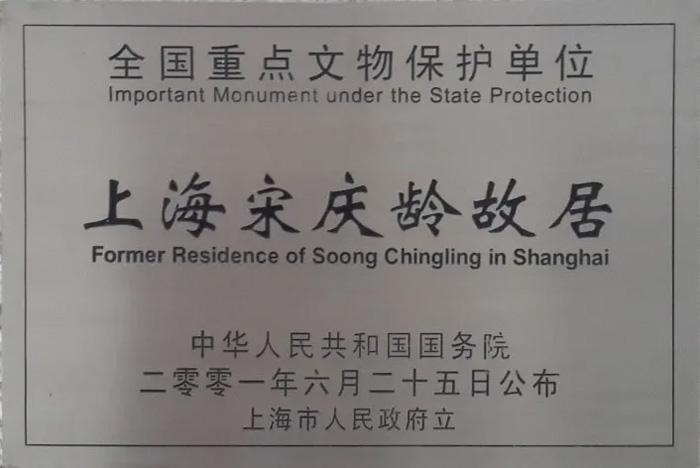 全国重点文物保护单位
Important Monument under the State Protection
上海宋庆龄故居
Former Residence of Soong Chingling in Shanghai
中华人民共和国国务院
二零零一年六月二十五日公布
上海市人民政府立